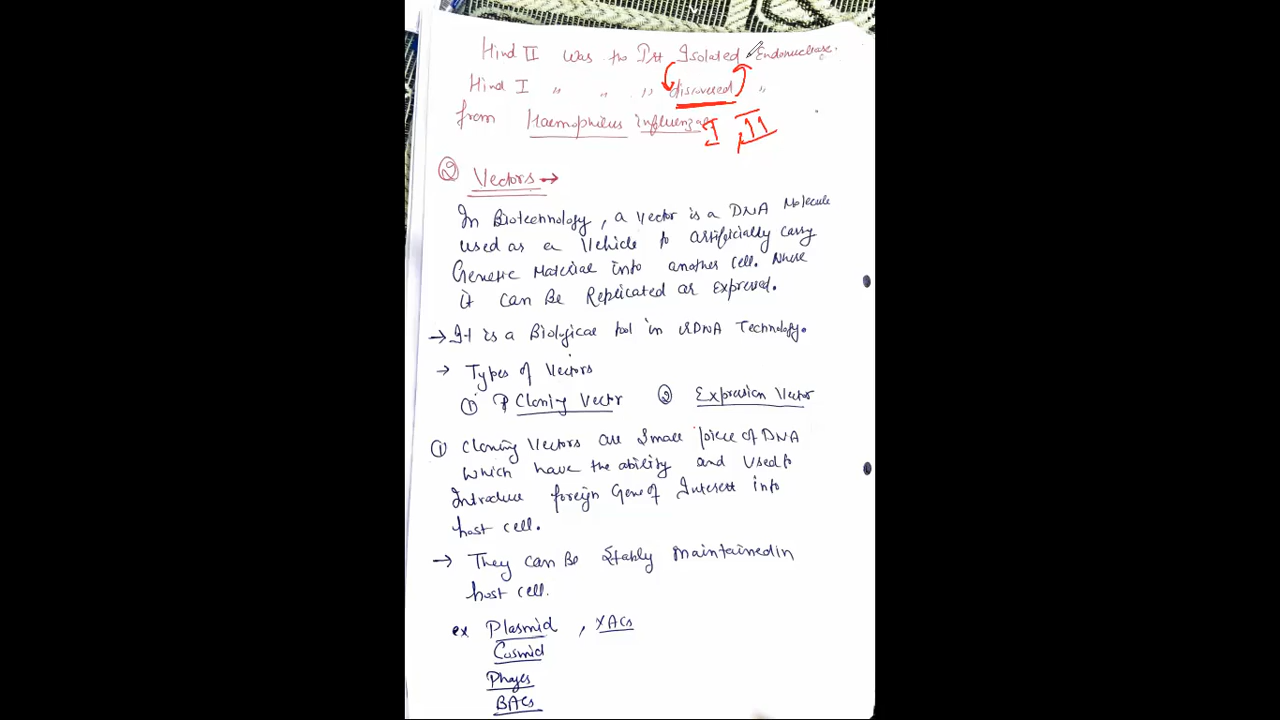 Hind II was the Ist Isolated Endonuclease.
Hind I " " " discovered "
from Haemophilus influenzae I, II
② Vectors →
In Biotechnology, a Vector is a DNA Molecule
used as a Vehicle to artificially carry
Genetic Material into another cell. Where
it can Be Replicated or Expressed.
→ It is a Biological tool in rDNA Technology.
→ Types of Vectors
① Cloning Vector ② Expression Vector
① Cloning Vectors are Small piece of DNA
Which have the ability and Used to
Introduce foreign Gene of Interest into
host cell.
→ They can Be Stably Maintained in
host cell.
ex Plasmid , YACs
Cosmid
Phages
BACs